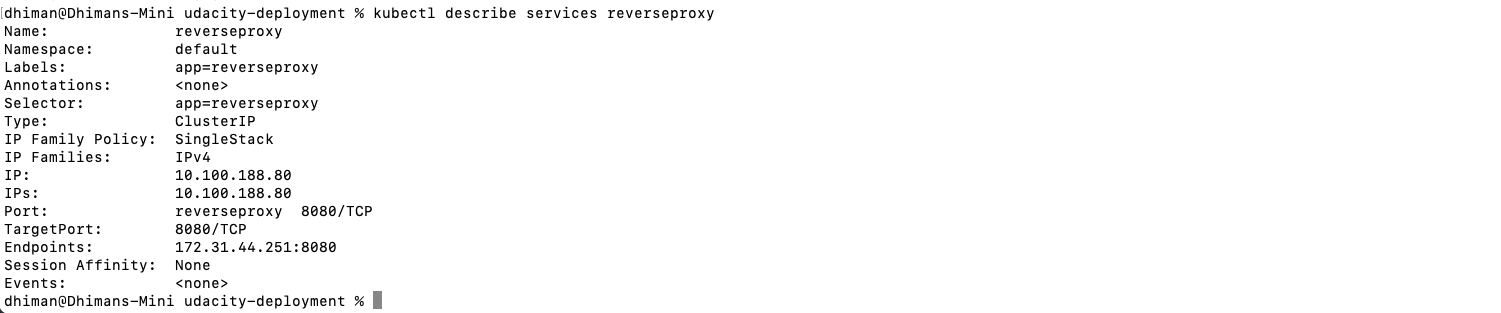 [dhiman@Dhimans-Mini udacity-deployment % kubectl describe services reverseproxy
Name:              reverseproxy
Namespace:         default
Labels:            app=reverseproxy
Annotations:       <none>
Selector:          app=reverseproxy
Type:              ClusterIP
IP Family Policy:  SingleStack
IP Families:       IPv4
IP:                10.100.188.80
IPs:               10.100.188.80
Port:              reverseproxy  8080/TCP
TargetPort:        8080/TCP
Endpoints:         172.31.44.251:8080
Session Affinity:  None
Events:            <none>
dhiman@Dhimans-Mini udacity-deployment %